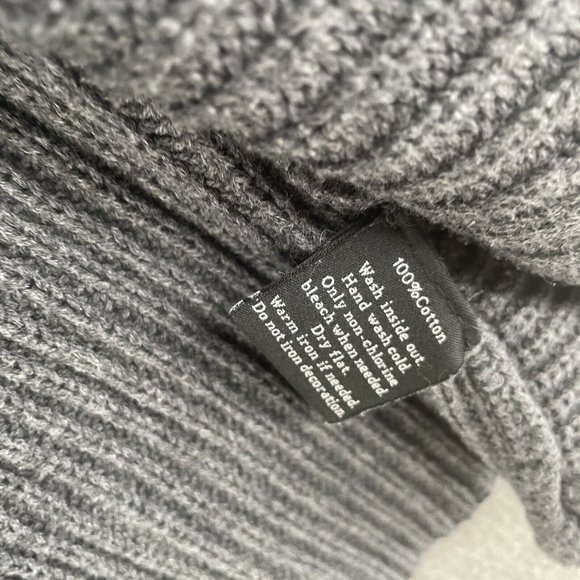 100%Cotton
Wash inside out
Hand wash cold
Only non-chlorine
bleach when needed
Dry flat.
Warm iron if needed
Do not iron decoration